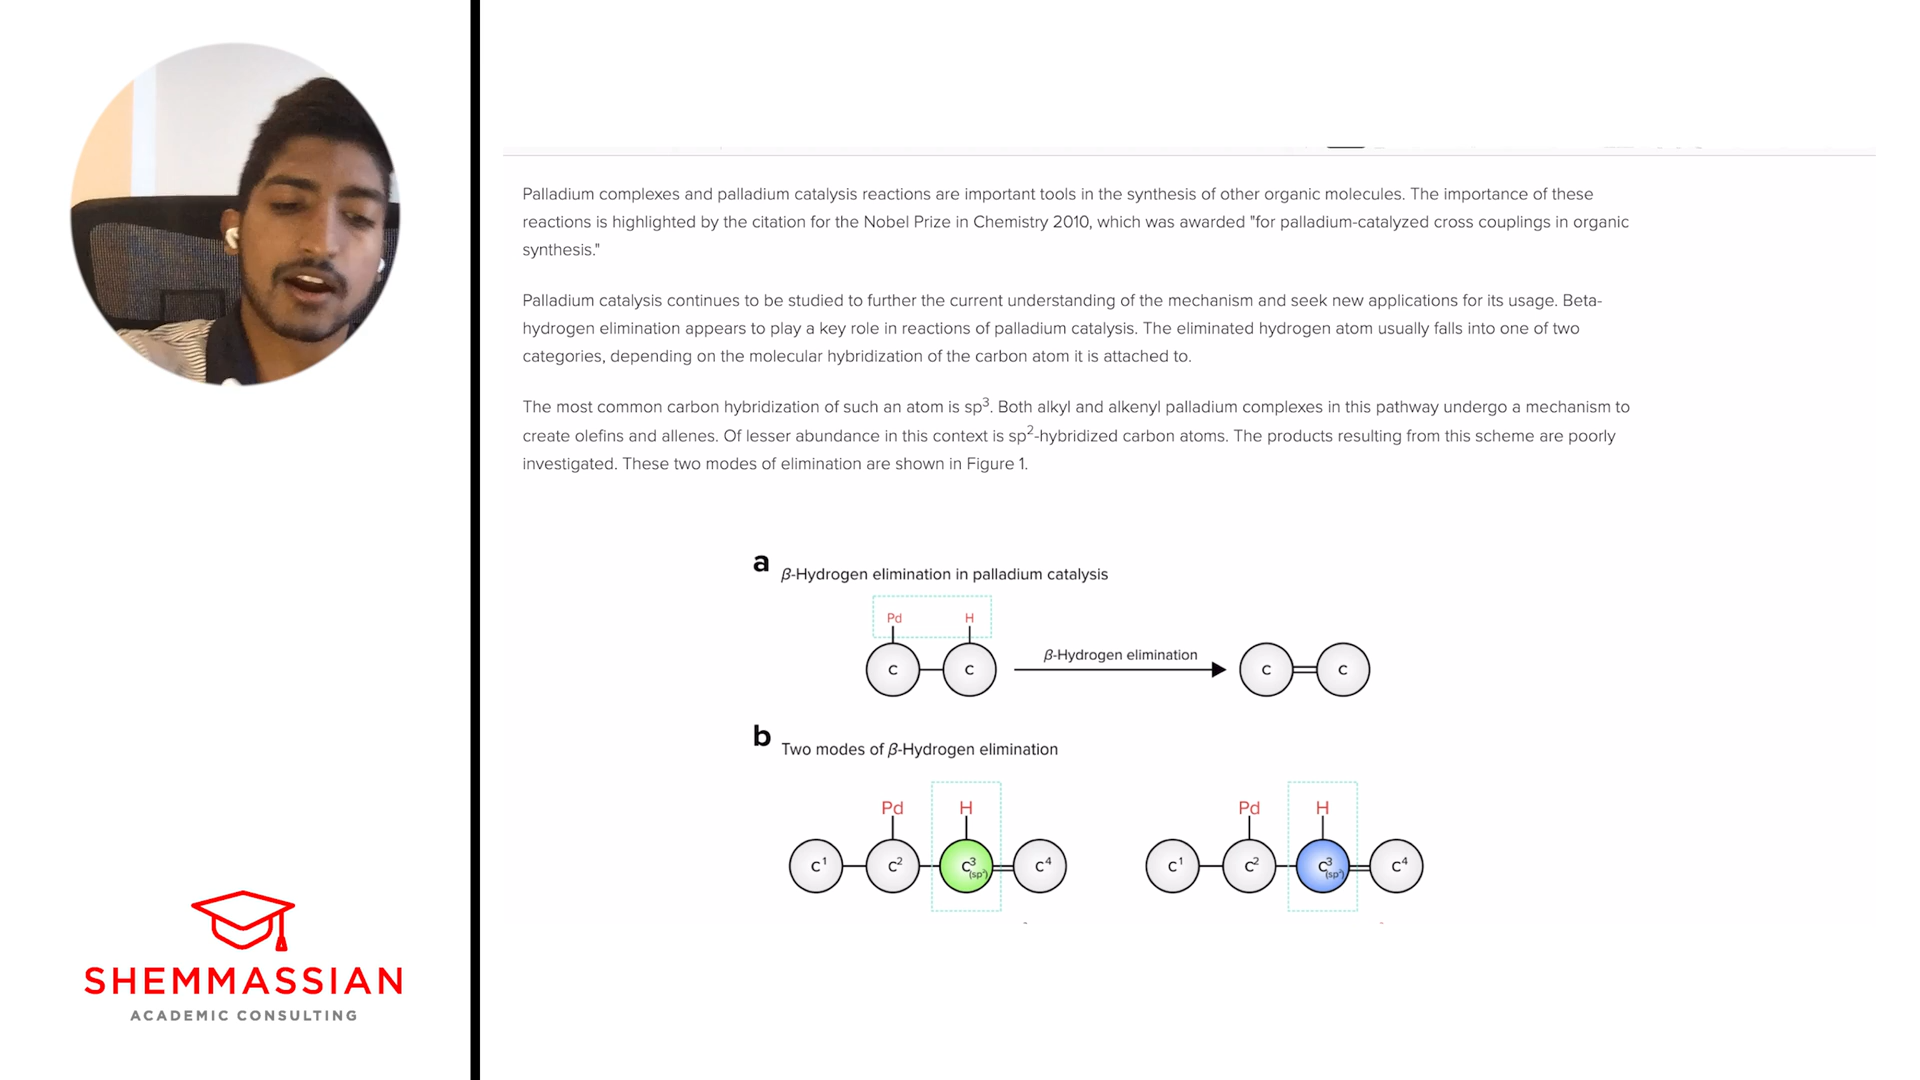 Palladium complexes and palladium catalysis reactions are important tools in the synthesis of other organic molecules. The importance of these
reactions is highlighted by the citation for the Nobel Prize in Chemistry 2010, which was awarded "for palladium-catalyzed cross couplings in organic
synthesis."
Palladium catalysis continues to be studied to further the current understanding of the mechanism and seek new applications for its usage. Beta-
hydrogen elimination appears to play a key role in reactions of palladium catalysis. The eliminated hydrogen atom usually falls into one of two
categories, depending on the molecular hybridization of the carbon atom it is attached to.
The most common carbon hybridization of such an atom is sp³. Both alkyl and alkenyl palladium complexes in this pathway undergo a mechanism to
create olefins and allenes. Of lesser abundance in this context is sp²-hybridized carbon atoms. The products resulting from this scheme are poorly
investigated. These two modes of elimination are shown in Figure 1.
a β-Hydrogen elimination in palladium catalysis
Pd H
C C β-Hydrogen elimination C C
b Two modes of β-Hydrogen elimination
Pd H Pd H
C¹ C² C³ C⁴ C¹ C² C³ C⁴
SHEMMASSIAN
ACADEMIC CONSULTING